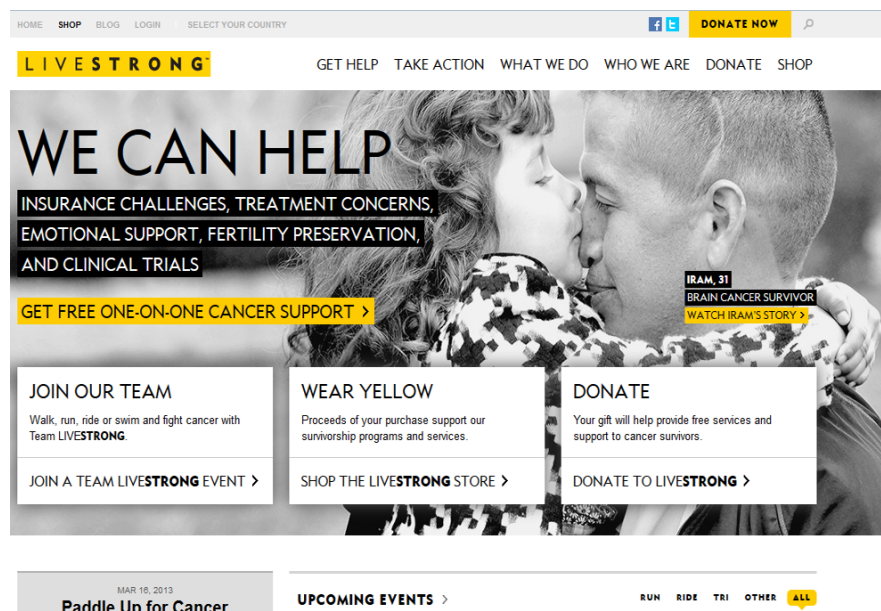 HOME SHOP BLOG LOGIN SELECT YOUR COUNTRY
DONATE NOW
LIVESTRONG
GET HELP TAKE ACTION WHAT WE DO WHO WE ARE DONATE SHOP
WE CAN HELP
INSURANCE CHALLENGES, TREATMENT CONCERNS,
EMOTIONAL SUPPORT, FERTILITY PRESERVATION,
AND CLINICAL TRIALS
GET FREE ONE-ON-ONE CANCER SUPPORT >
IRAM, 31
BRAIN CANCER SURVIVOR
WATCH IRAM'S STORY >
JOIN OUR TEAM
Walk, run, ride or swim and fight cancer with
Team LIVESTRONG.
JOIN A TEAM LIVESTRONG EVENT >
WEAR YELLOW
Proceeds of your purchase support our
survivorship programs and services.
SHOP THE LIVESTRONG STORE >
DONATE
Your gift will help provide free services and
support to cancer survivors.
DONATE TO LIVESTRONG >
MAR 16, 2013
Paddle Up for Cancer
UPCOMING EVENTS >
RUN RIDE TRI OTHER ALL